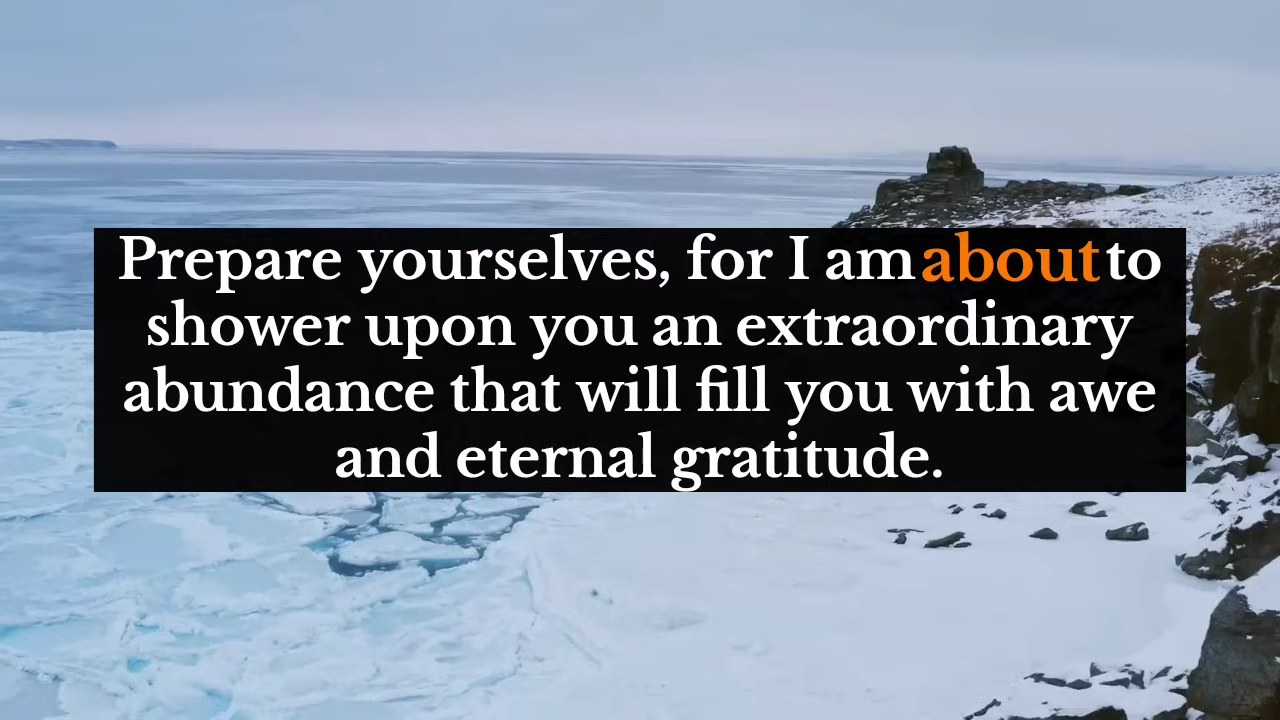 Prepare yourselves, for I am about to
shower upon you an extraordinary
abundance that will fill you with awe
and eternal gratitude.